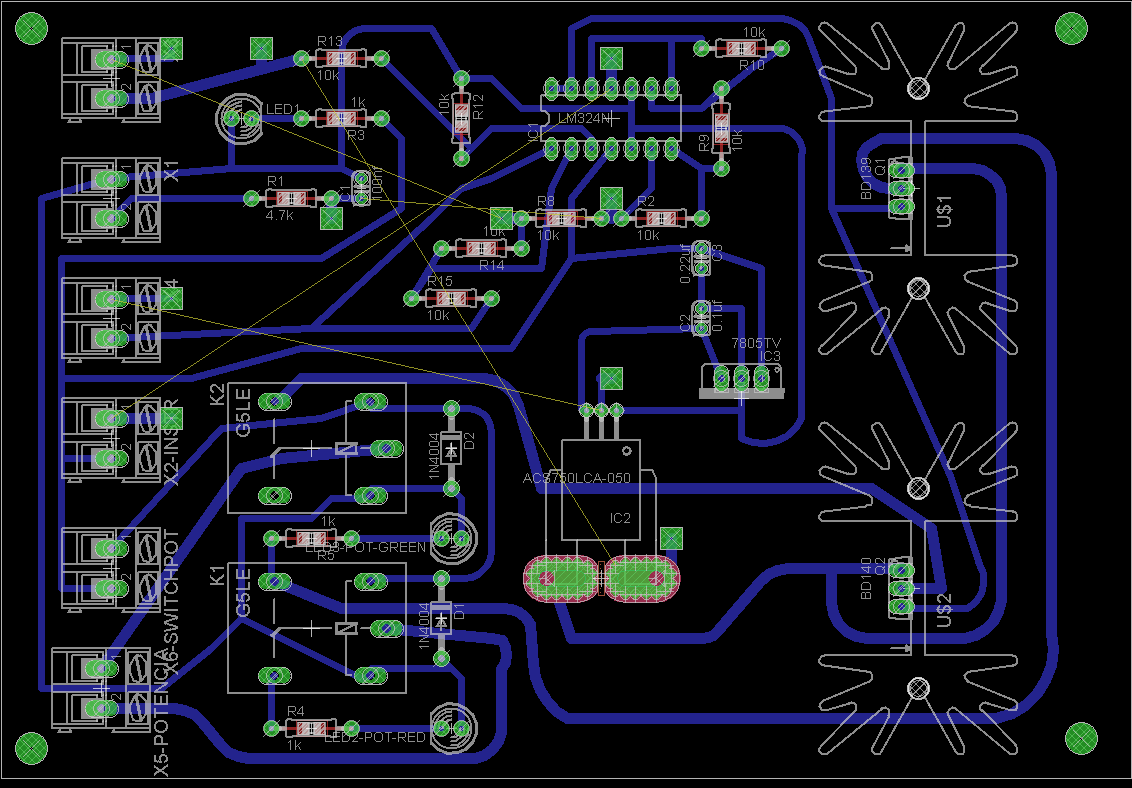 R13
10k
1
2
LED1
1k
R3
10k
R12
LM324N
IC1
10k
R10
R9
10k
BD139
Q1
U$1
X1
1
2
R1
4.7k
C1
100nf
R8
10k
R2
10k
10k
R14
R15
10k
0.22uf
C3
C2
0.1uf
7805TV
IC3
4
1
2
K2
G5LE
1N4004
D2
ACS750LCA-050
IC2
X2-INS
R
1
2
1k
R5
LED3-POT-GREEN
K1
G5LE
1N4004
D1
BD140
Q2
U$2
X6-SWITCHPOT
1
2
X5-POTENCIA
1
2
R4
1k
LED2-POT-RED